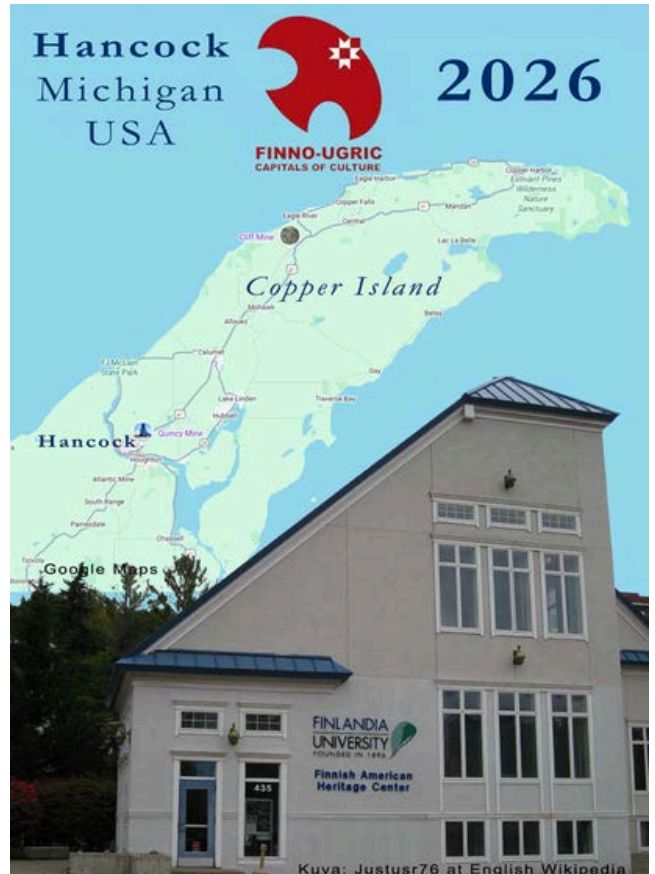 Hancock
Michigan
USA
2026
FINNO-UGRIC
CAPITALS OF CULTURE
Copper Harbor
Estivant Pines
Wilderness
Nature
Sanctuary
Eagle Harbor
Copper Falls
Mandan
Eagle River
Central
Cliff Mine
Lac La Belle
Copper Island
Mohawk
Betsy
Allouez
Calumet
FJ McLain
State Park
Gay
Lake Linden
Traverse Bay
Hubbell
Quincy Mine
Hancock
Houghton
Atlantic Mine
South Range
Painesdale
Chassell
Toivola
Google Maps
FINLANDIA
UNIVERSITY
FOUNDED IN 1896
Finnish American
Heritage Center
435
Kuva: Justusr76 at English Wikipedia